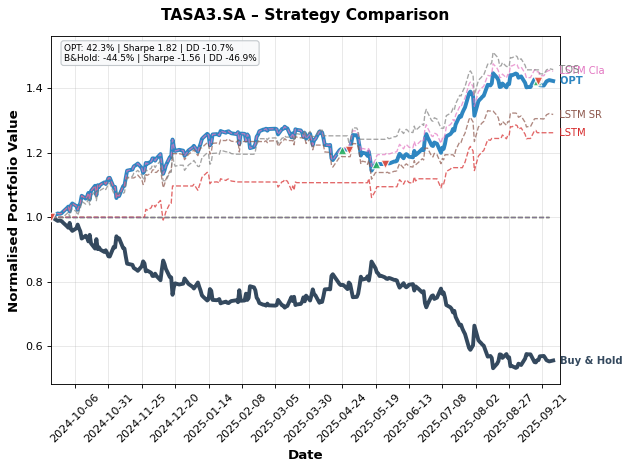 TASA3.SA – Strategy Comparison
OPT: 42.3% | Sharpe 1.82 | DD -10.7%
B&Hold: -44.5% | Sharpe -1.56 | DD -46.9%
Normalised Portfolio Value
1.4
1.2
1.0
0.8
0.6
LSTM Cla
OPT
LSTM SR
LSTM
Buy & Hold
2024-10-06
2024-10-31
2024-11-25
2024-12-20
2025-01-14
2025-02-08
2025-03-05
2025-03-30
2025-04-24
2025-05-19
2025-06-13
2025-07-08
2025-08-02
2025-08-27
2025-09-21
Date